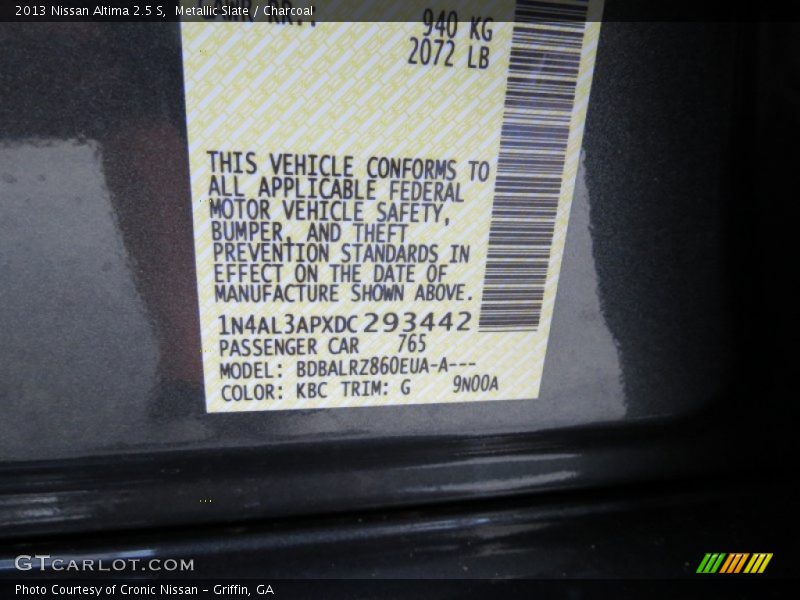 2013 Nissan Altima 2.5 S, Metallic Slate / Charcoal
940 KG
2072 LB
THIS VEHICLE CONFORMS TO
ALL APPLICABLE FEDERAL
MOTOR VEHICLE SAFETY,
BUMPER, AND THEFT
PREVENTION STANDARDS IN
EFFECT ON THE DATE OF
MANUFACTURE SHOWN ABOVE.
1N4AL3APXDC293442
PASSENGER CAR 765
MODEL: BDBALRZ860EUA-A---
COLOR: KBC TRIM: G 9N00A
GTCARLOT.COM
Photo Courtesy of Cronic Nissan - Griffin, GA